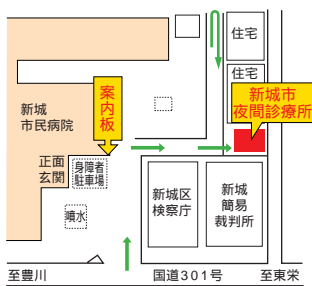 住宅
住宅
新城市
夜間診療所
案内板
新城
市民病院
正面
玄関
身障者
駐車場
噴水
新城区
検察庁
新城
簡易
裁判所
至豊川
国道301号
至東栄